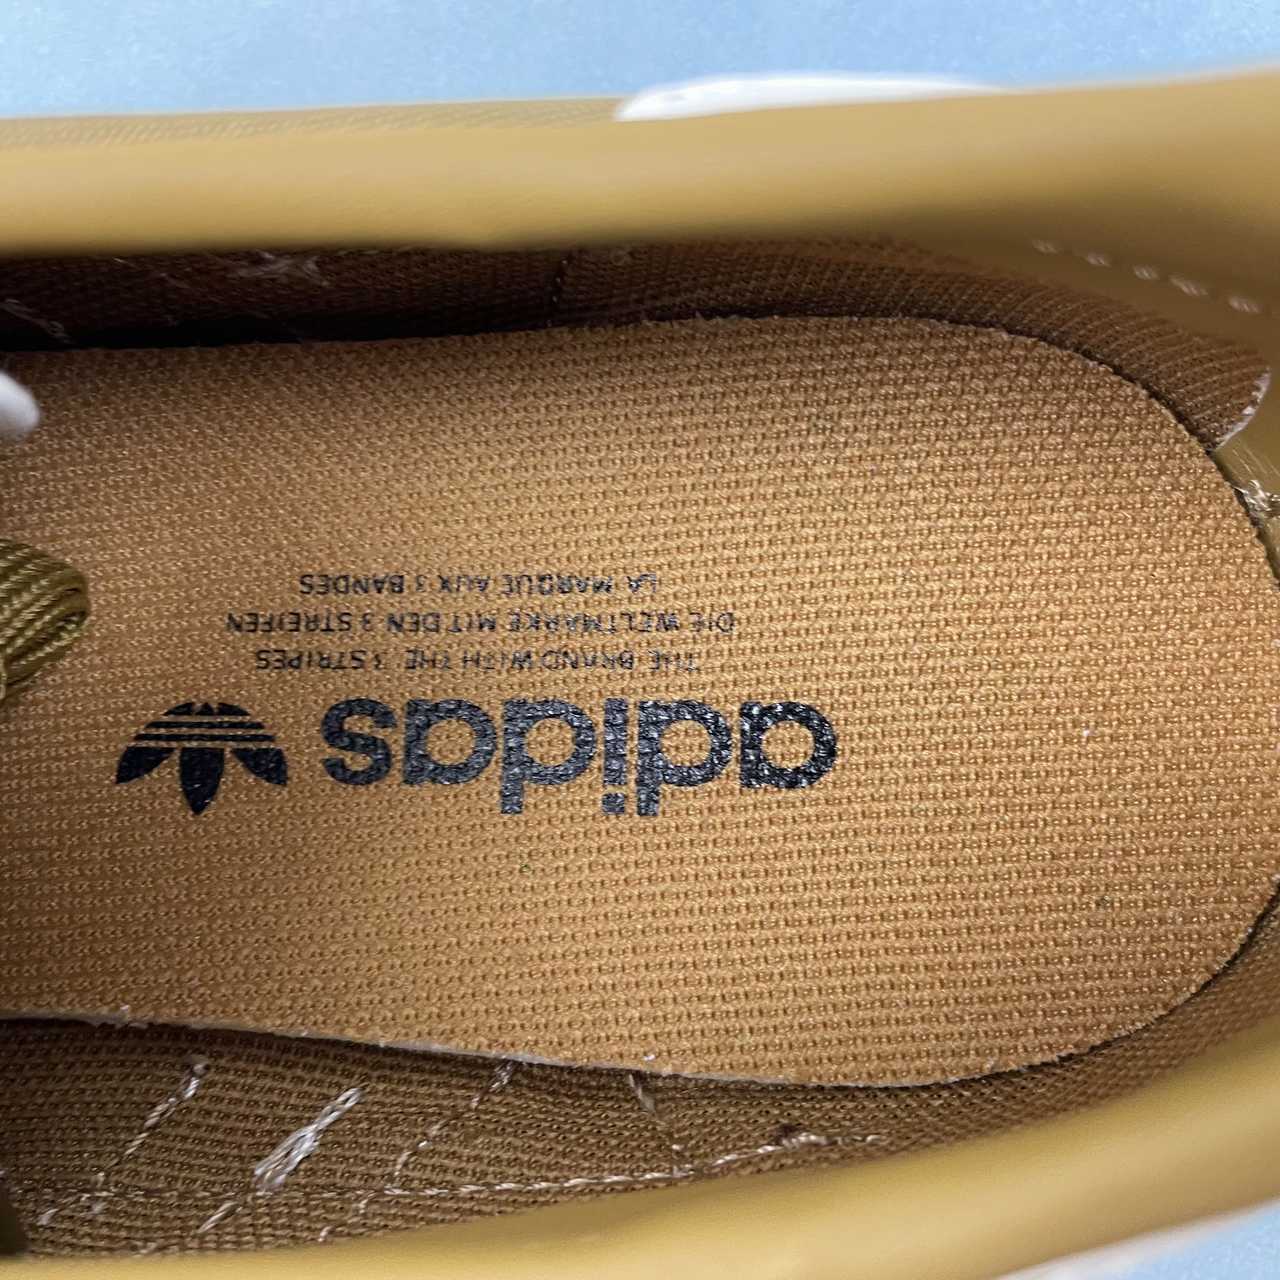 adidas
THE BRAND WITH THE 3 STRIPES
DIE WELTMARKE MIT DEN 3 STREIFEN
LA MARQUE AUX 3 BANDES